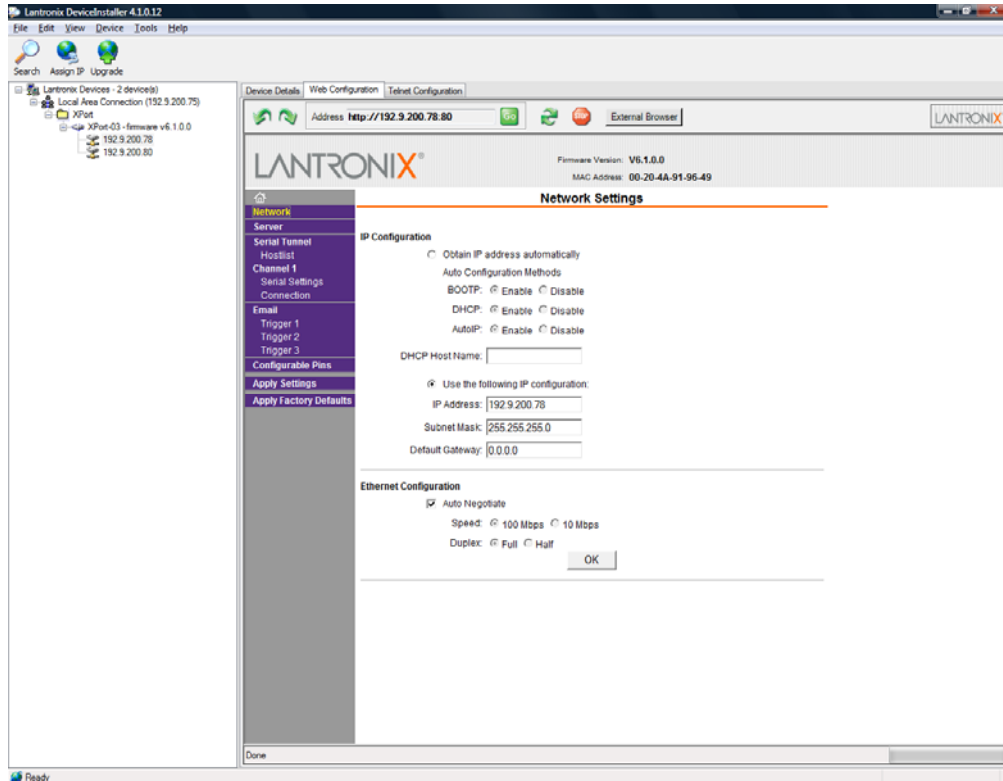 Lantronix DeviceInstaller 4.1.0.12
File Edit View Device Tools Help
Search Assign IP Upgrade
Lantronix Devices - 2 device(s)
Local Area Connection (192.9.200.75)
XPort
XPort-03 - firmware v6.1.0.0
192.9.200.78
192.9.200.80
Device Details Web Configuration Telnet Configuration
Address http://192.9.200.78:80 Go STOP External Browser LANTRONIX
LANTRONIX®
Firmware Version: V6.1.0.0
MAC Address: 00-20-4A-91-96-49
Network
Server
Serial Tunnel
Hostlist
Channel 1
Serial Settings
Connection
Email
Trigger 1
Trigger 2
Trigger 3
Configurable Pins
Apply Settings
Apply Factory Defaults
Network Settings
IP Configuration
Obtain IP address automatically
Auto Configuration Methods
BOOTP: Enable Disable
DHCP: Enable Disable
AutoIP: Enable Disable
DHCP Host Name:
Use the following IP configuration:
IP Address: 192.9.200.78
Subnet Mask: 255.255.255.0
Default Gateway: 0.0.0.0
Ethernet Configuration
Auto Negotiate
Speed: 100 Mbps 10 Mbps
Duplex: Full Half
OK
Done
Ready